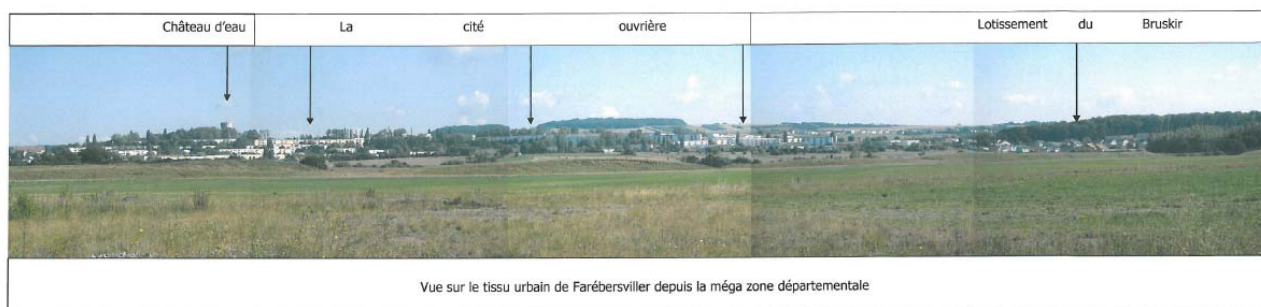 Château d'eau La cité ouvrière Lotissement du Bruskir
Vue sur le tissu urbain de Farébersviller depuis la méga zone départementale